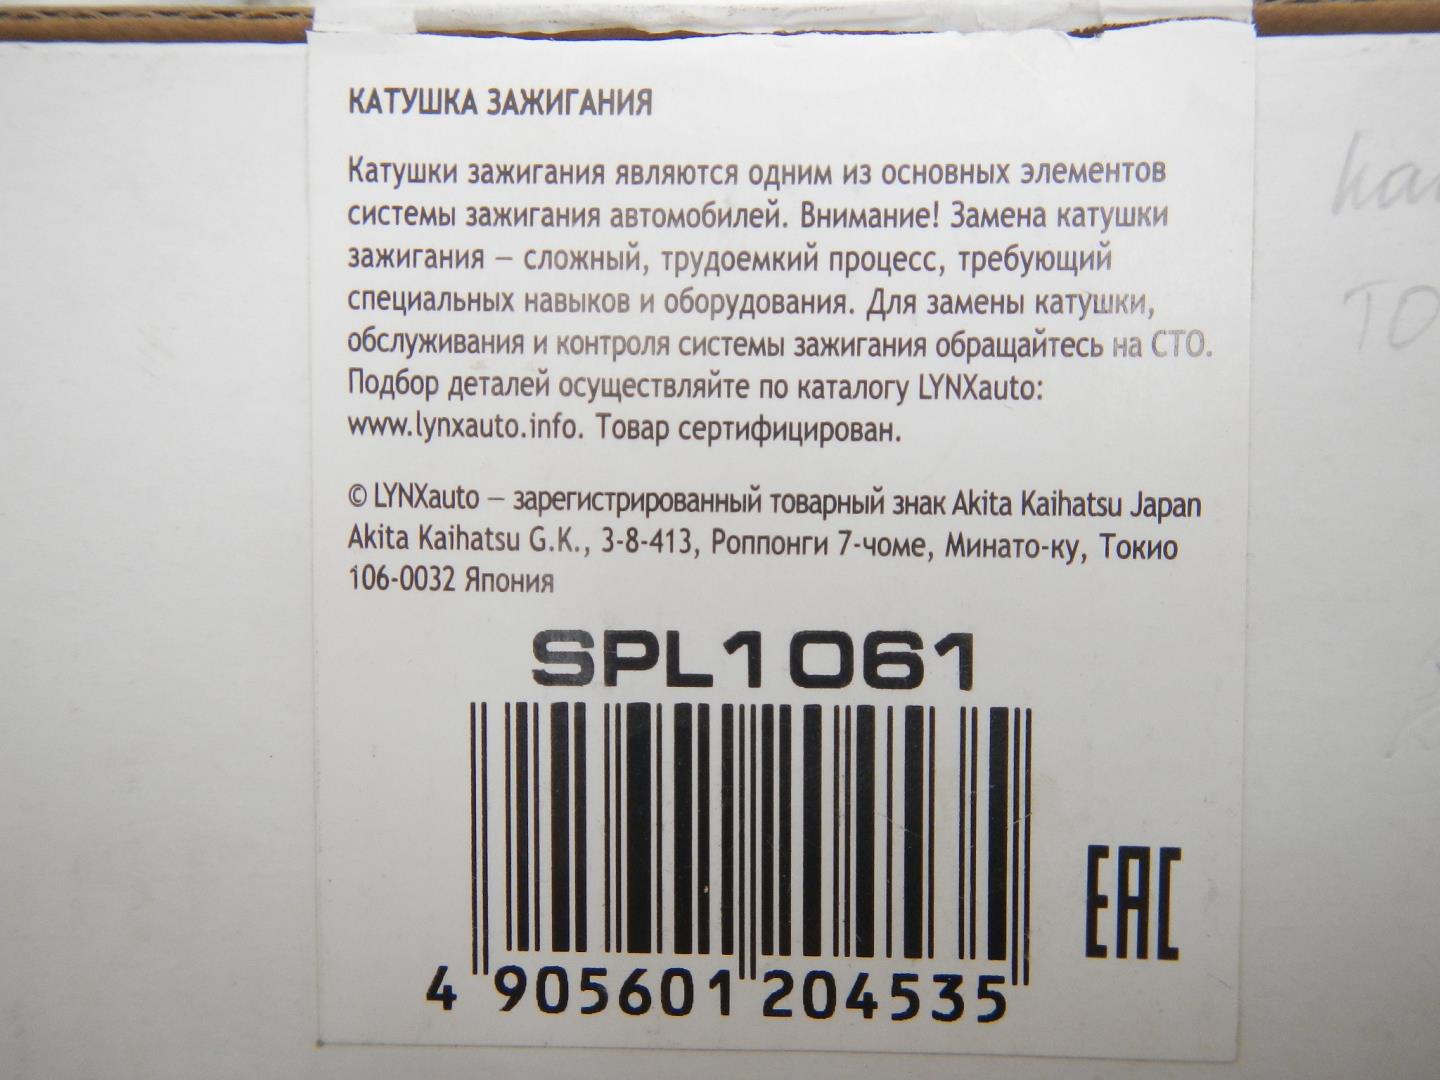 КАТУШКА ЗАЖИГАНИЯ
Катушки зажигания являются одним из основных элементов
системы зажигания автомобилей. Внимание! Замена катушки
зажигания – сложный, трудоемкий процесс, требующий
специальных навыков и оборудования. Для замены катушки,
обслуживания и контроля системы зажигания обращайтесь на СТО.
Подбор деталей осуществляйте по каталогу LYNXauto:
www.lynxauto.info. Товар сертифицирован.
© LYNXauto – зарегистрированный товарный знак Akita Kaihatsu Japan
Akita Kaihatsu G.K., 3-8-413, Роппонги 7-чоме, Минато-ку, Токио
106-0032 Япония
SPL1061
EAC
4 905601 204535